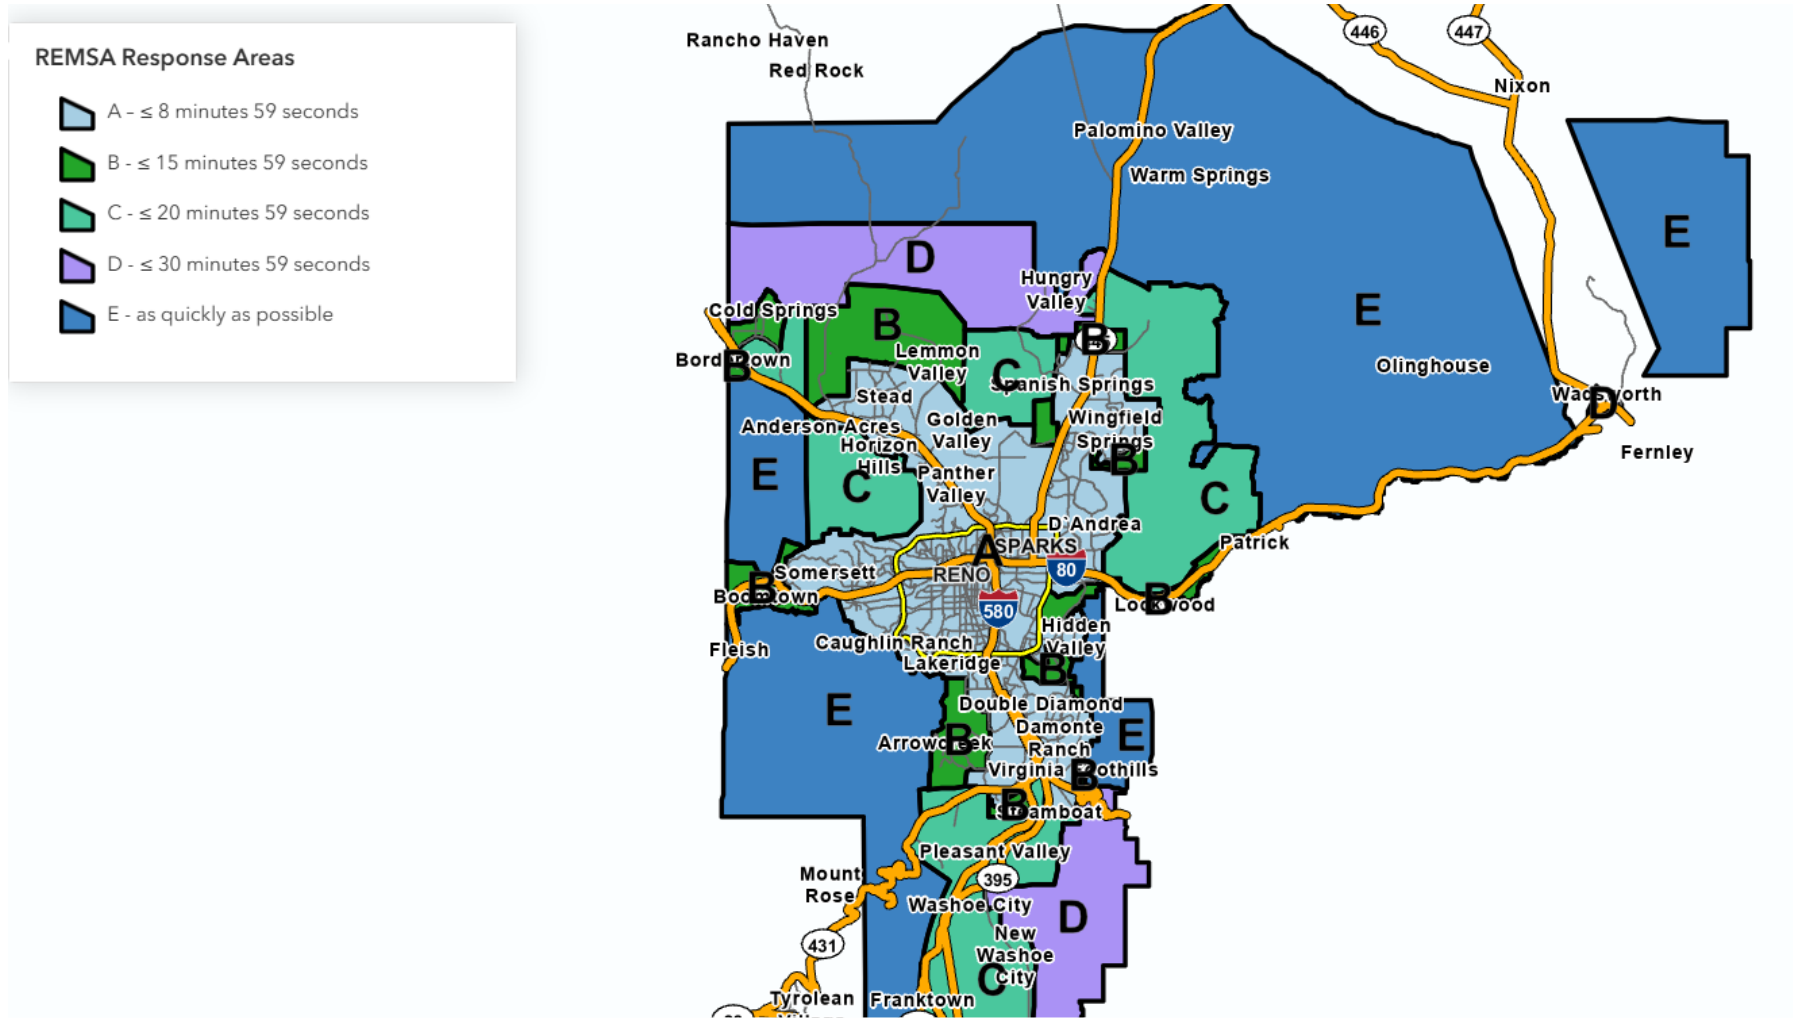 REMSA Response Areas
A - ≤ 8 minutes 59 seconds
B - ≤ 15 minutes 59 seconds
C - ≤ 20 minutes 59 seconds
D - ≤ 30 minutes 59 seconds
E - as quickly as possible
Rancho Haven
446
447
Red Rock
Nixon
Palomino Valley
Warm Springs
E
D
Hungry
Valley
Cold Springs
E
B
B
Lemmon
Valley
Bordertown
B
C
Spanish Springs
Olinghouse
Stead
Wadsworth
D
Golden
Valley
Wingfield
Springs
Anderson Acres
Horizon
Hills
B
Fernley
E
C
Panther
Valley
C
D'Andrea
A
SPARKS
Patrick
Somersett
RENO
80
B
Boomtown
580
Lockwood
B
Hidden
Valley
Caughlin Ranch
Fleish
Lakeridge
B
E
Double Diamond
Damonte
Ranch
E
Arrowcreek
B
Virginia
Foothills
B
B
Steamboat
Pleasant Valley
Mount
Rose
395
Washoe City
D
New
Washoe
City
431
C
Tyrolean
Franktown